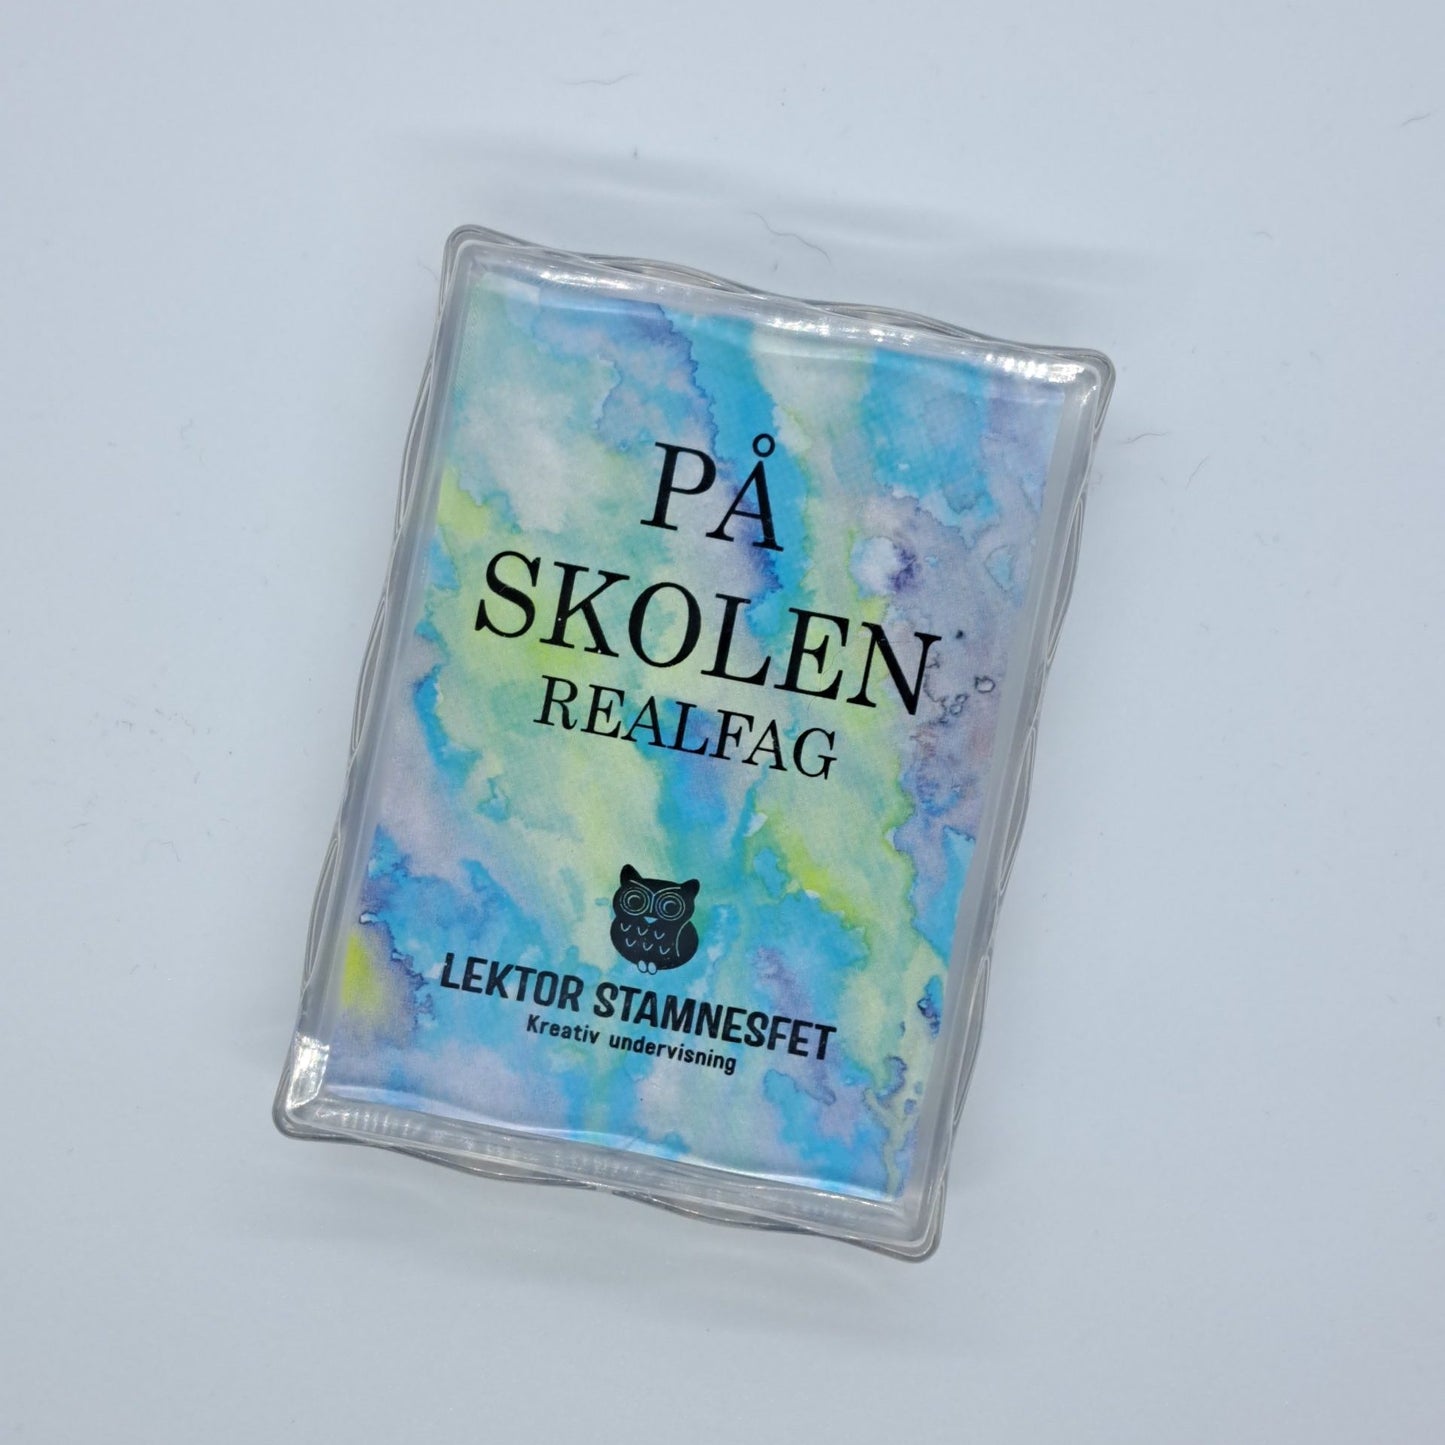 PÅ
SKOLEN
REALFAG
LEKTOR STAMNESFET
Kreativ undervisning